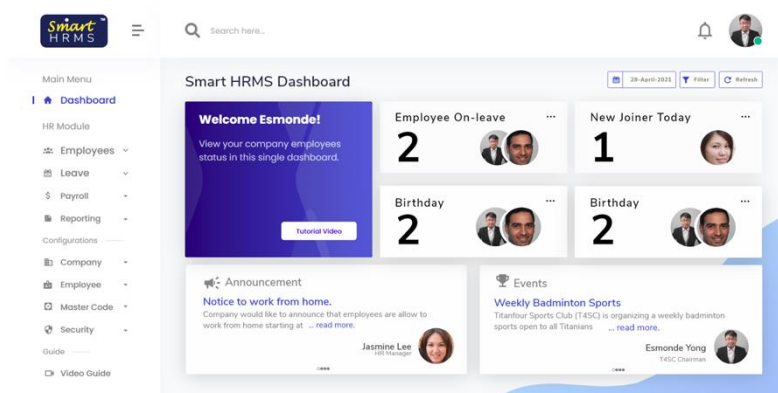 Smart™
HRMS
Search here...
Main Menu
Dashboard
HR Module
Employees
Leave
Payroll
Reporting
Configurations
Company
Employee
Master Code
Security
Guide
Video Guide
Smart HRMS Dashboard
28-April-2021
Filter
Refresh
Welcome Esmonde!
View your company employees
status in this single dashboard.
Tutorial Video
Employee On-leave
2
New Joiner Today
1
Birthday
2
Birthday
2
Announcement
Notice to work from home.
Company would like to announce that employees are allow to
work from home starting at ... read more.
Jasmine Lee
HR Manager
Events
Weekly Badminton Sports
Titanfour Sports Club (T4SC) is organizing a weekly badminton
sports open to all Titanians ... read more.
Esmonde Yong
T4SC Chairman